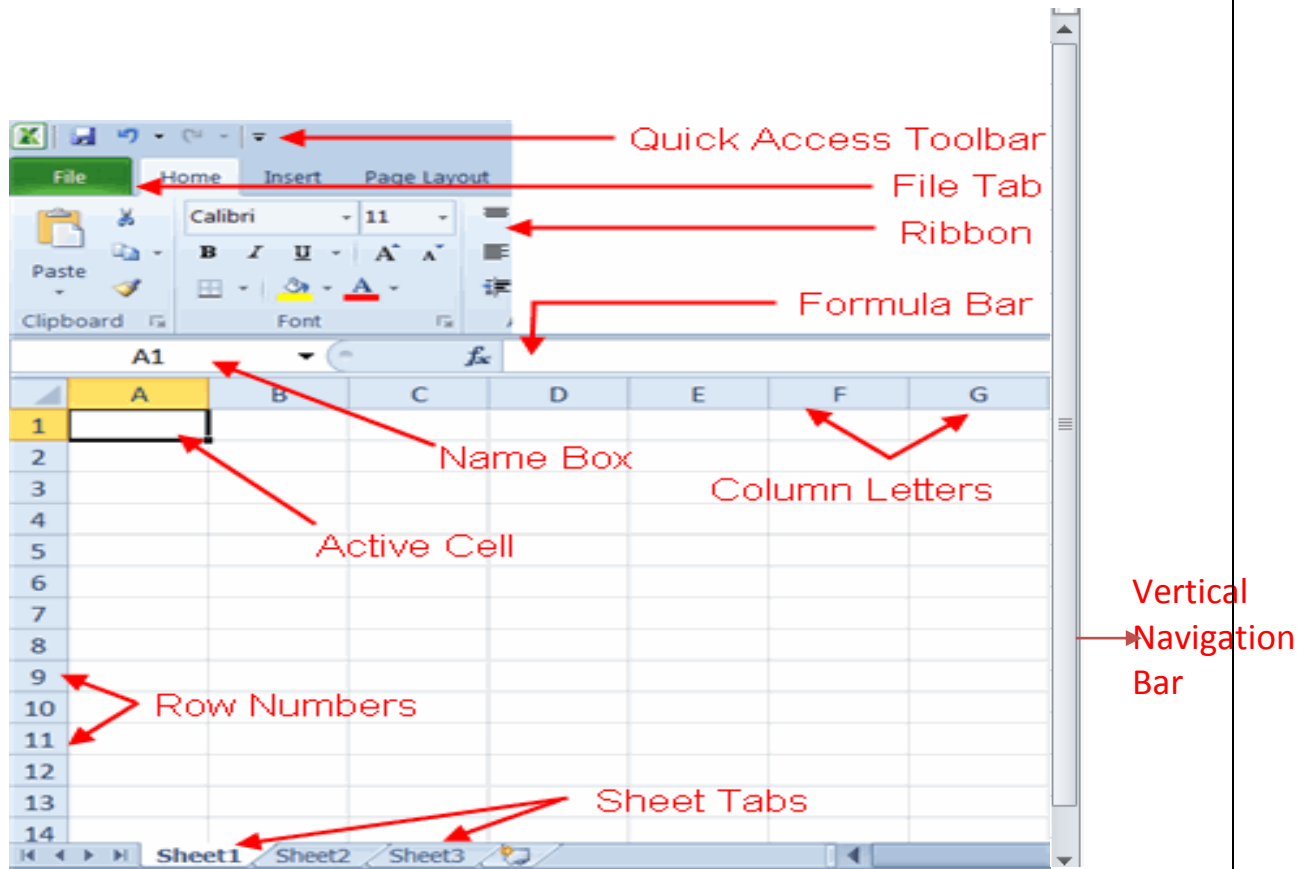 Quick Access Toolbar
File Home Insert Page Layout
File Tab
Calibri 11
Ribbon
B I U A A
Paste
A
Formula Bar
Clipboard Font
A1 fx
A B C D E F G
1
2 Name Box
3 Column Letters
4
5 Active Cell
6
7
8
9
10 Row Numbers
11
12
13 Sheet Tabs
14
Sheet1 Sheet2 Sheet3
Vertical
Navigation
Bar